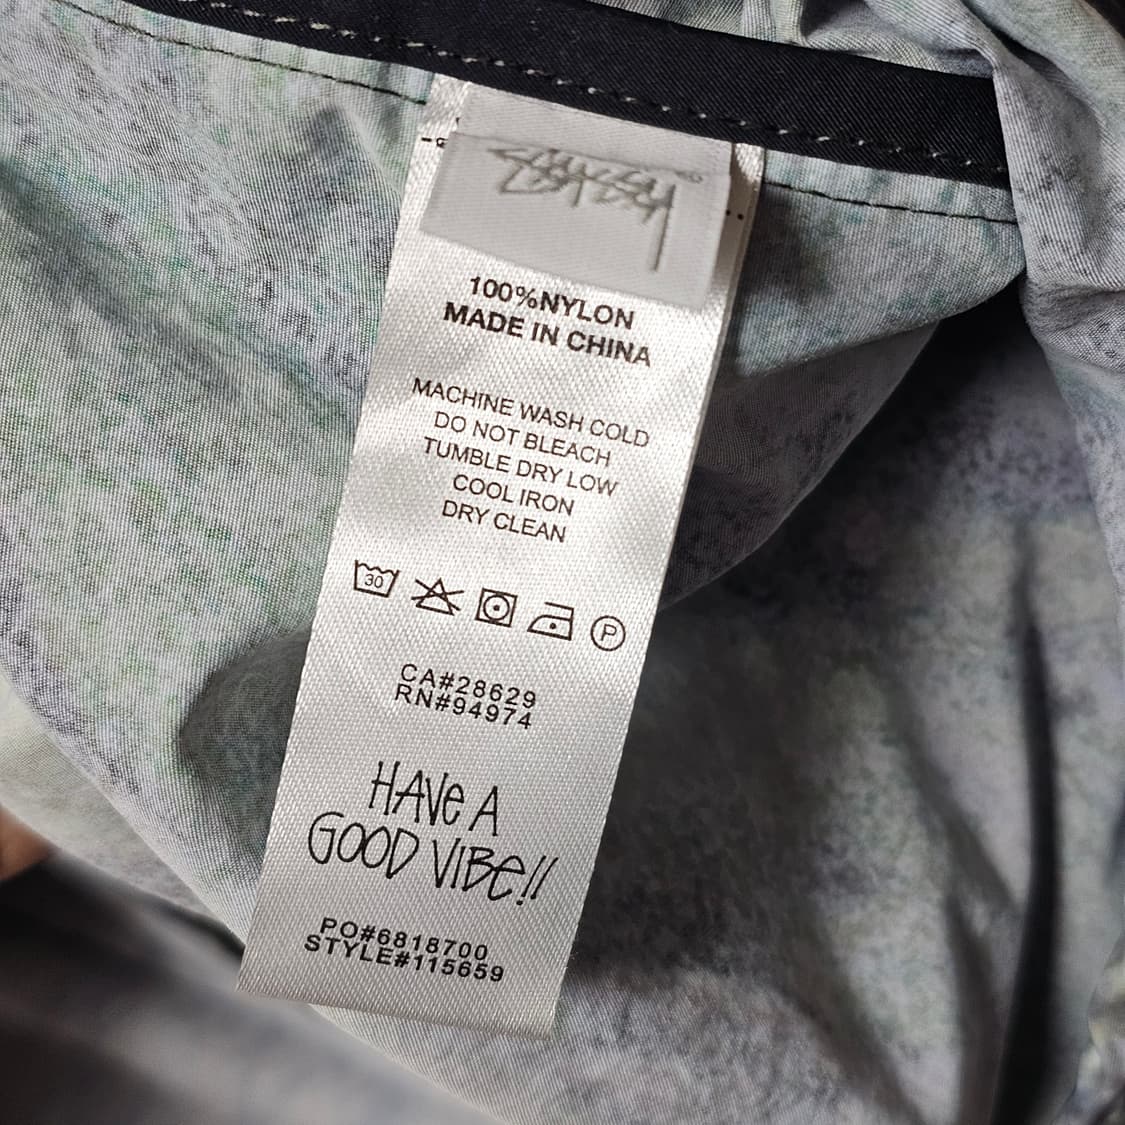 STUSSY
100%NYLON
MADE IN CHINA
MACHINE WASH COLD
DO NOT BLEACH
TUMBLE DRY LOW
COOL IRON
DRY CLEAN
30
P
CA#28629
RN#94974
HAVE A
GOOD VIBE!!
PO#6818700
STYLE#115659